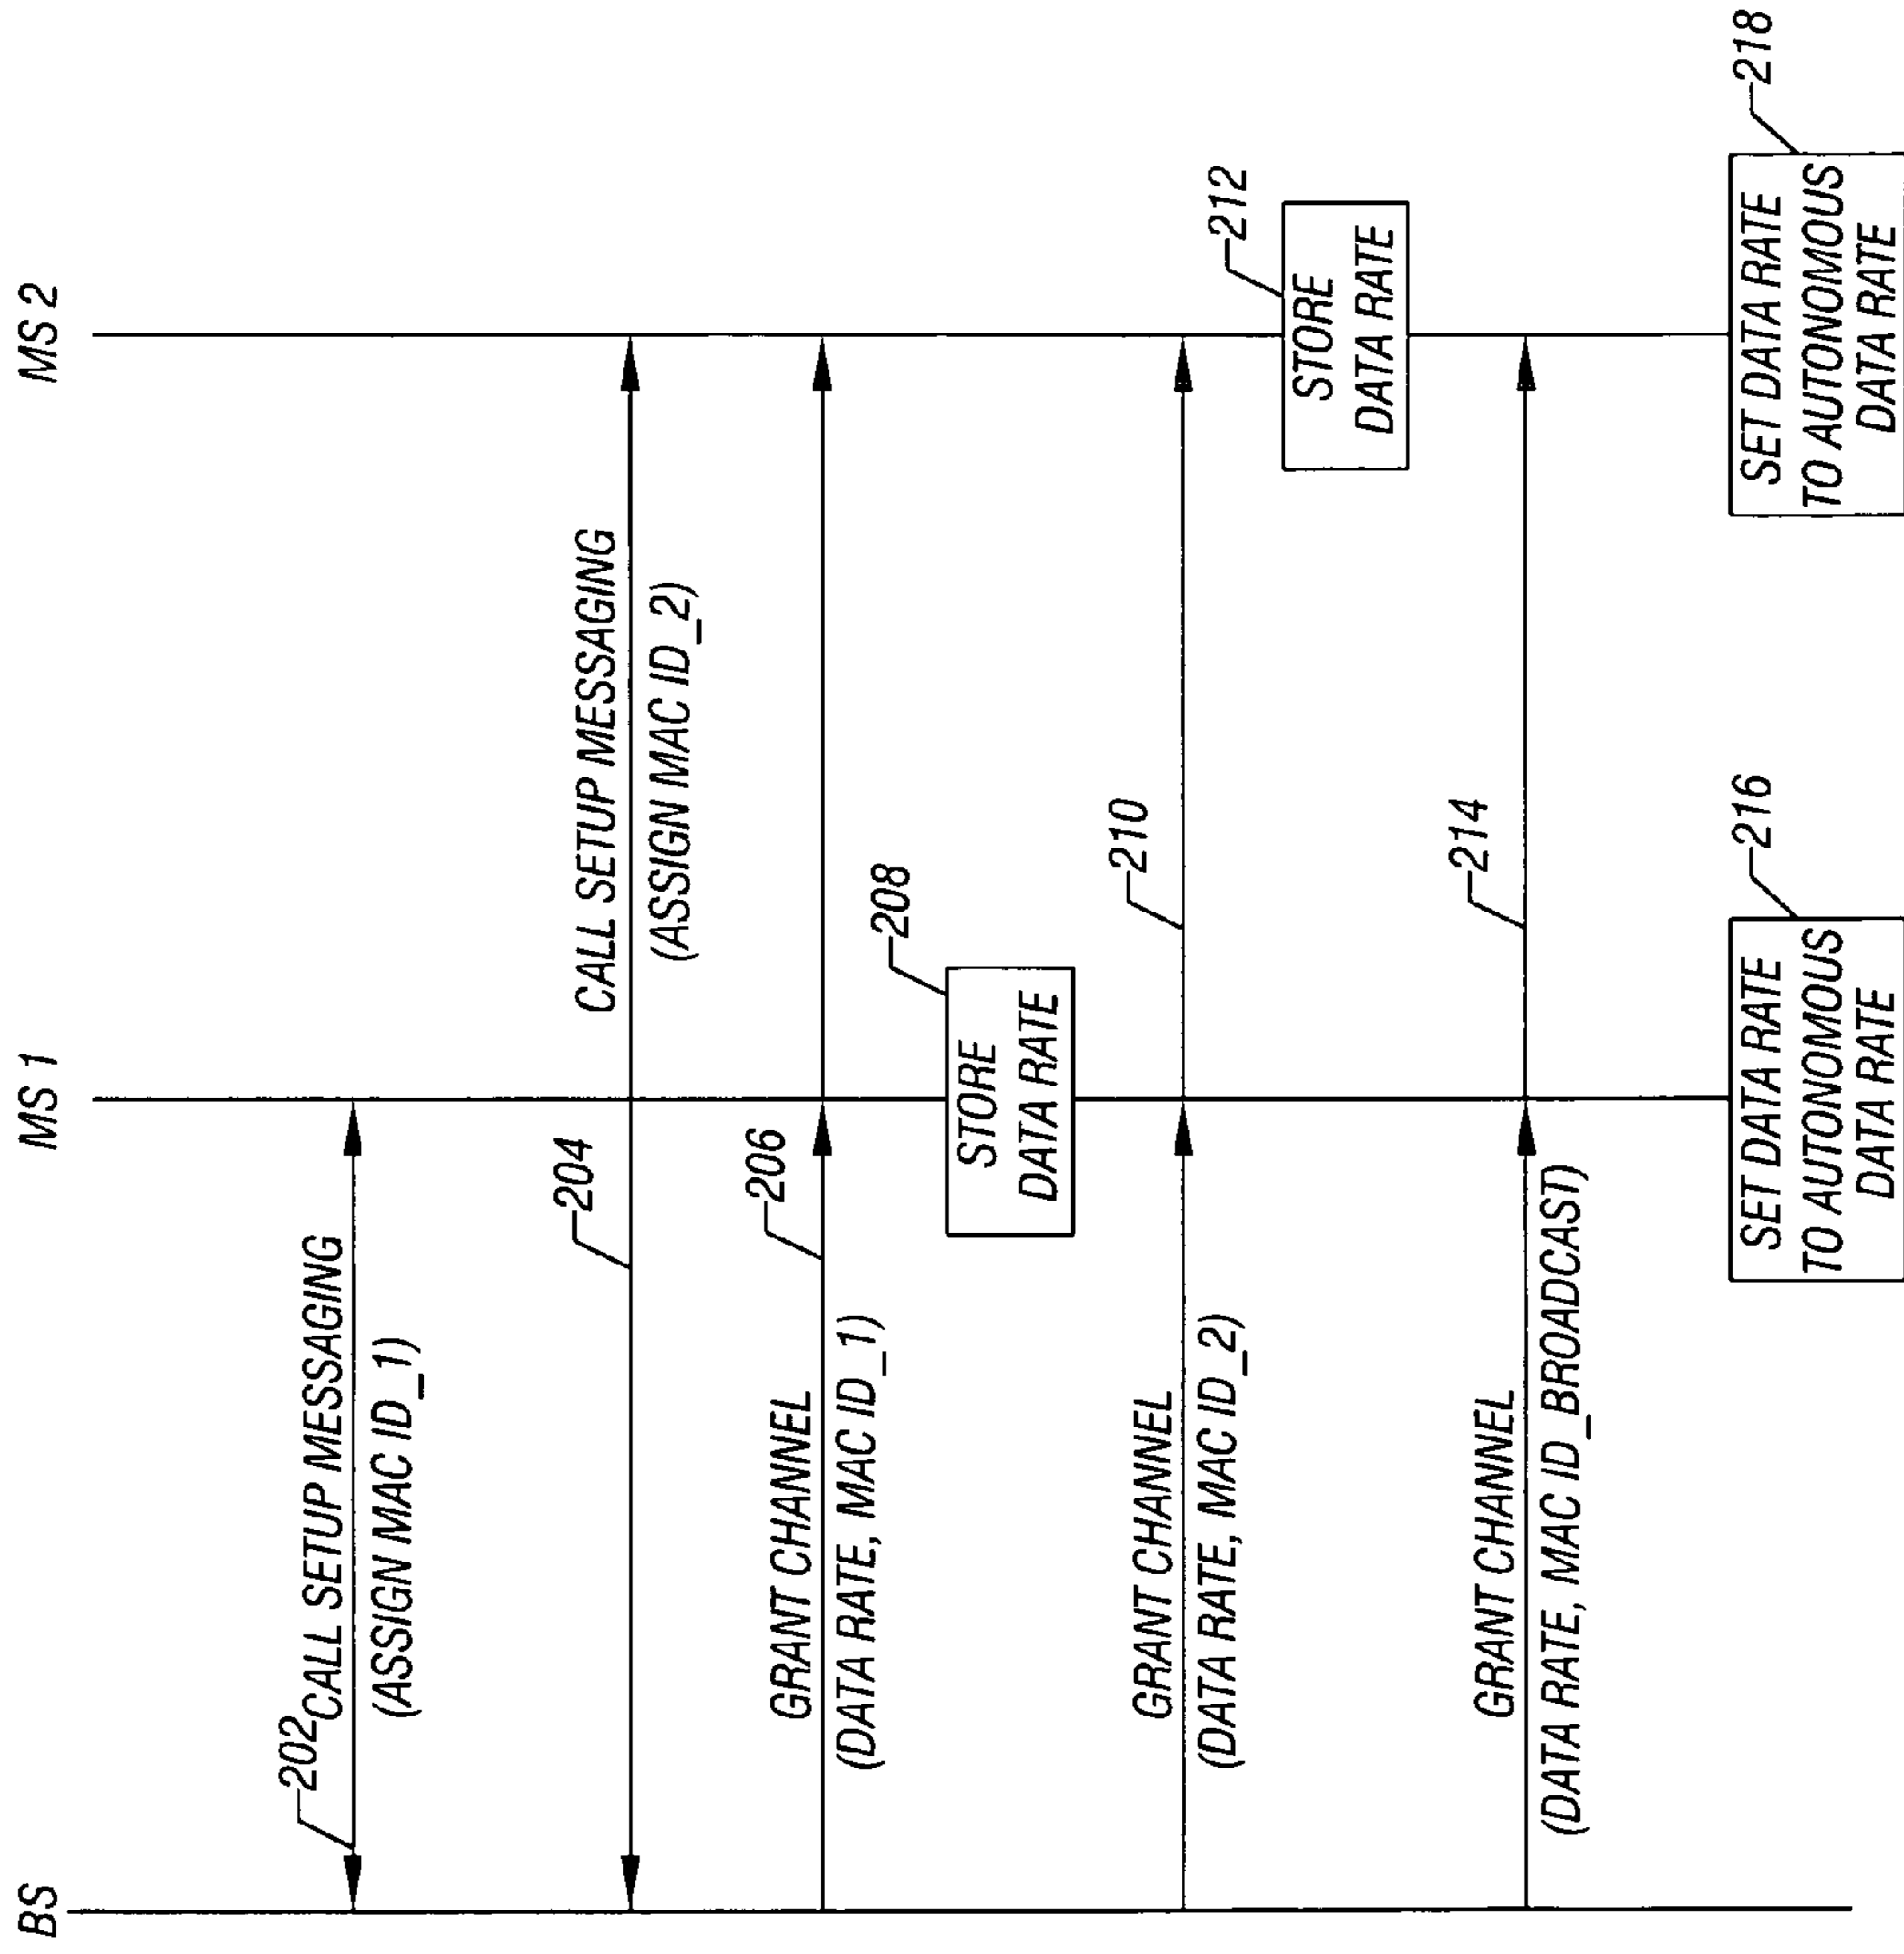 BS
MS 1
MS 2
202
CALL SETUP MESSAGING
(ASSIGN MAC ID_1)
204
CALL SETUP MESSAGING
(ASSIGN MAC ID_2)
206
GRANT CHANNEL
(DATA RATE, MAC ID_1)
208
STORE
DATA RATE
210
GRANT CHANNEL
(DATA RATE, MAC ID_2)
212
STORE
DATA RATE
214
GRANT CHANNEL
(DATA RATE, MAC ID_BROADCAST)
216
SET DATA RATE
TO AUTONOMOUS
DATA RATE
218
SET DATA RATE
TO AUTONOMOUS
DATA RATE